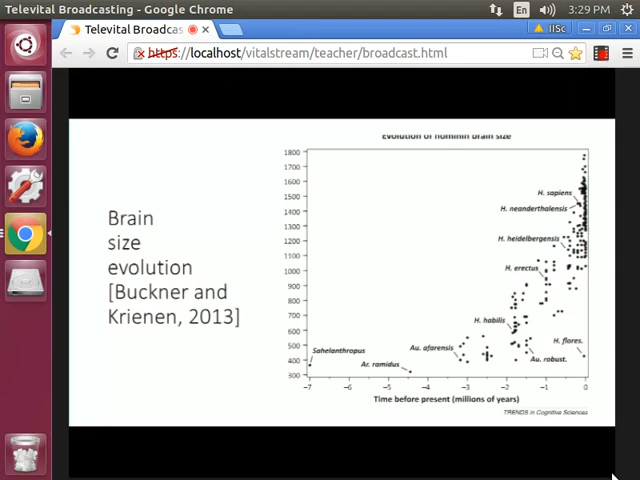 Televital Broadcasting - Google Chrome
En
3:29 PM
Televital Broadcas
IISc
https://localhost/vitalstream/teacher/broadcast.html
Evolution of hominin brain size
Brain
size
evolution
[Buckner and
Krienen, 2013]
1800
1700
1600
1500
1400
1300
1200
1100
1000
900
800
700
600
500
400
300
H. sapiens
H. neanderthalensis
H. heidelbergensis
H. erectus
H. habilis
H. flores.
Au. afarensis
Sahelanthropus
Au. robust.
Ar. ramidus
−7 −6 −5 −4 −3 −2 −1 0
Time before present (millions of years)
TRENDS in Cognitive Sciences